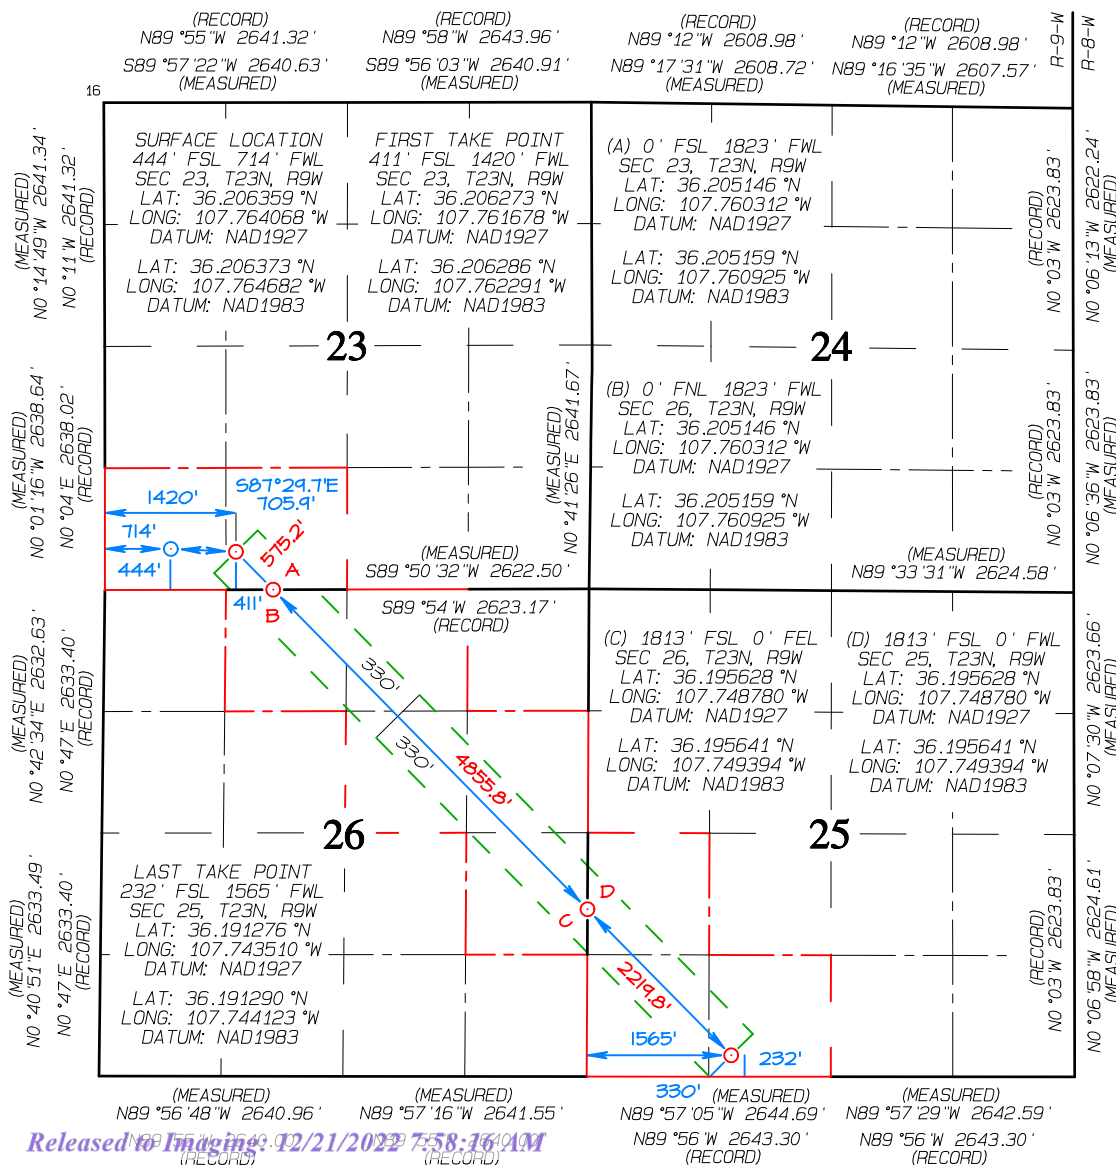 (RECORD)
N89°55'W 2641.32'
S89°57'22"W 2640.63'
(MEASURED)
(RECORD)
N89°58'W 2643.96'
S89°56'03"W 2640.91'
(MEASURED)
(RECORD)
N89°12'W 2608.98'
N89°17'31"W 2608.72'
(MEASURED)
(RECORD)
N89°12'W 2608.98'
N89°16'35"W 2607.57'
(MEASURED)
R-9-W
R-8-W
16
(MEASURED)
N0°14'49"W 2641.34'
N0°11'W 2641.32'
(RECORD)
SURFACE LOCATION
444' FSL 714' FWL
SEC 23, T23N, R9W
LAT: 36.206359°N
LONG: 107.764068°W
DATUM: NAD1927
LAT: 36.206373°N
LONG: 107.764682°W
DATUM: NAD1983
FIRST TAKE POINT
411' FSL 1420' FWL
SEC 23, T23N, R9W
LAT: 36.206273°N
LONG: 107.761678°W
DATUM: NAD1927
LAT: 36.206286°N
LONG: 107.762291°W
DATUM: NAD1983
(A) 0' FSL 1823' FWL
SEC 23, T23N, R9W
LAT: 36.205146°N
LONG: 107.760312°W
DATUM: NAD1927
LAT: 36.205159°N
LONG: 107.760925°W
DATUM: NAD1983
(RECORD)
N0°03'W 2623.83'
N0°06'13"W 2622.24'
(MEASURED)
23
24
(MEASURED)
N0°01'16"W 2638.64'
N0°04'E 2638.02'
(RECORD)
N0°41'26"E 2641.67'
(MEASURED)
(B) 0' FNL 1823' FWL
SEC 26, T23N, R9W
LAT: 36.205146°N
LONG: 107.760312°W
DATUM: NAD1927
LAT: 36.205159°N
LONG: 107.760925°W
DATUM: NAD1983
(RECORD)
N0°03'W 2623.83'
N0°06'36"W 2623.83'
(MEASURED)
1420'
S87°29.7'E
705.9'
714'
444'
575.2'
411'
A
B
(MEASURED)
S89°50'32"W 2622.50'
S89°54'W 2623.17'
(RECORD)
(MEASURED)
N89°33'31"W 2624.58'
(MEASURED)
N0°42'34"E 2632.63'
N0°47'E 2633.40'
(RECORD)
330'
330'
4855.8'
(C) 1813' FSL 0' FEL
SEC 26, T23N, R9W
LAT: 36.195628°N
LONG: 107.748780°W
DATUM: NAD1927
LAT: 36.195641°N
LONG: 107.749394°W
DATUM: NAD1983
(D) 1813' FSL 0' FWL
SEC 25, T23N, R9W
LAT: 36.195628°N
LONG: 107.748780°W
DATUM: NAD1927
LAT: 36.195641°N
LONG: 107.749394°W
DATUM: NAD1983
N0°07'30"W 2623.66'
(MEASURED)
26
25
(MEASURED)
N0°40'51"E 2633.49'
N0°47'E 2633.40'
(RECORD)
LAST TAKE POINT
232' FSL 1565' FWL
SEC 25, T23N, R9W
LAT: 36.191276°N
LONG: 107.743510°W
DATUM: NAD1927
LAT: 36.191290°N
LONG: 107.744123°W
DATUM: NAD1983
D
C
2219.8'
1565'
232'
330'
(RECORD)
N0°03'W 2623.83'
N0°06'58"W 2624.61'
(MEASURED)
(MEASURED)
N89°56'48"W 2640.96'
N89°55'W 2640.00'
(RECORD)
(MEASURED)
N89°57'16"W 2641.55'
2640.00'
(RECORD)
(MEASURED)
N89°57'05"W 2644.69'
N89°56'W 2643.30'
(RECORD)
(MEASURED)
N89°57'29"W 2642.59'
N89°56'W 2643.30'
(RECORD)
Released to Imaging: 12/21/2022 7:58:16 AM